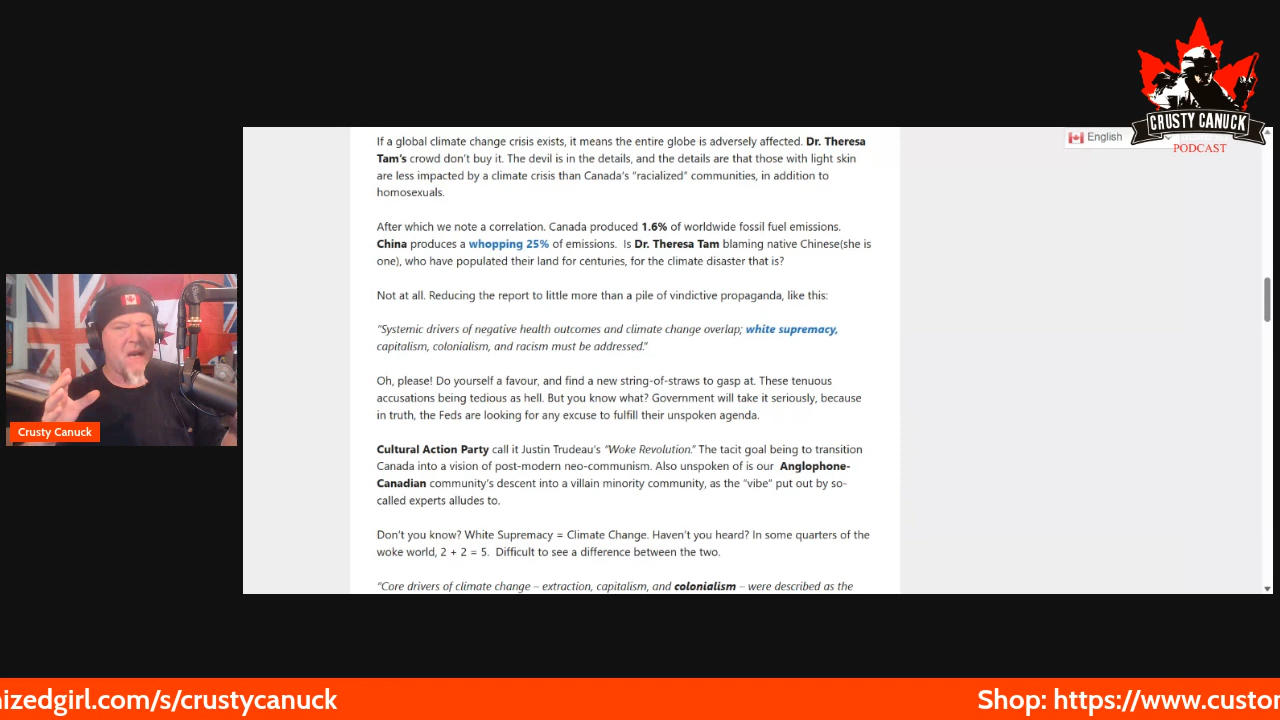 CRUSTY CANUCK
PODCAST
English
If a global climate change crisis exists, it means the entire globe is adversely affected. Dr. Theresa
Tam's crowd don't buy it. The devil is in the details, and the details are that those with light skin
are less impacted by a climate crisis than Canada's “racialized” communities, in addition to
homosexuals.
After which we note a correlation. Canada produced 1.6% of worldwide fossil fuel emissions.
China produces a whopping 25% of emissions.  Is Dr. Theresa Tam blaming native Chinese(she is
one), who have populated their land for centuries, for the climate disaster that is?
Not at all. Reducing the report to little more than a pile of vindictive propaganda, like this:
“Systemic drivers of negative health outcomes and climate change overlap; white supremacy,
capitalism, colonialism, and racism must be addressed.”
Oh, please! Do yourself a favour, and find a new string-of-straws to gasp at. These tenuous
accusations being tedious as hell. But you know what? Government will take it seriously, because
in truth, the Feds are looking for any excuse to fulfill their unspoken agenda.
Cultural Action Party call it Justin Trudeau's “Woke Revolution.” The tacit goal being to transition
Canada into a vision of post-modern neo-communism. Also unspoken of is our  Anglophone-
Canadian community's descent into a villain minority community, as the “vibe” put out by so-
called experts alludes to.
Don't you know? White Supremacy = Climate Change. Haven't you heard? In some quarters of the
woke world, 2 + 2 = 5.  Difficult to see a difference between the two.
“Core drivers of climate change – extraction, capitalism, and colonialism – were described as the
Crusty Canuck
izedgirl.com/s/crustycanuck
Shop: https://www.custor